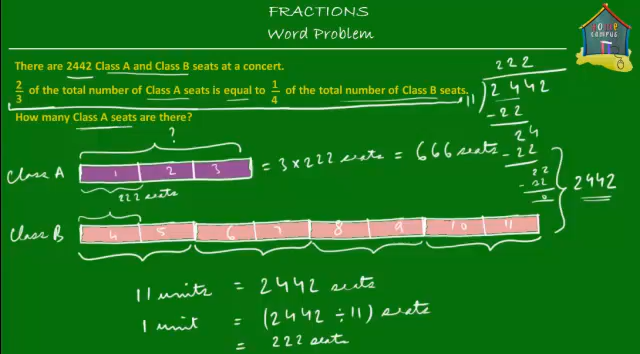 FRACTIONS
Word Problem
Home campus
There are 2442 Class A and Class B seats at a concert.
2/3 of the total number of Class A seats is equal to 1/4 of the total number of Class B seats.
How many Class A seats are there?
222
11 ) 2442
-22
24
-22
22
-22
0
2442
?
Class A 1 2 3 = 3 x 222 seats = 666 seats
222 seats
Class B 4 5 6 7 8 9 10 11
11 units = 2442 seats
1 unit = (2442 ÷ 11) seats
= 222 seats